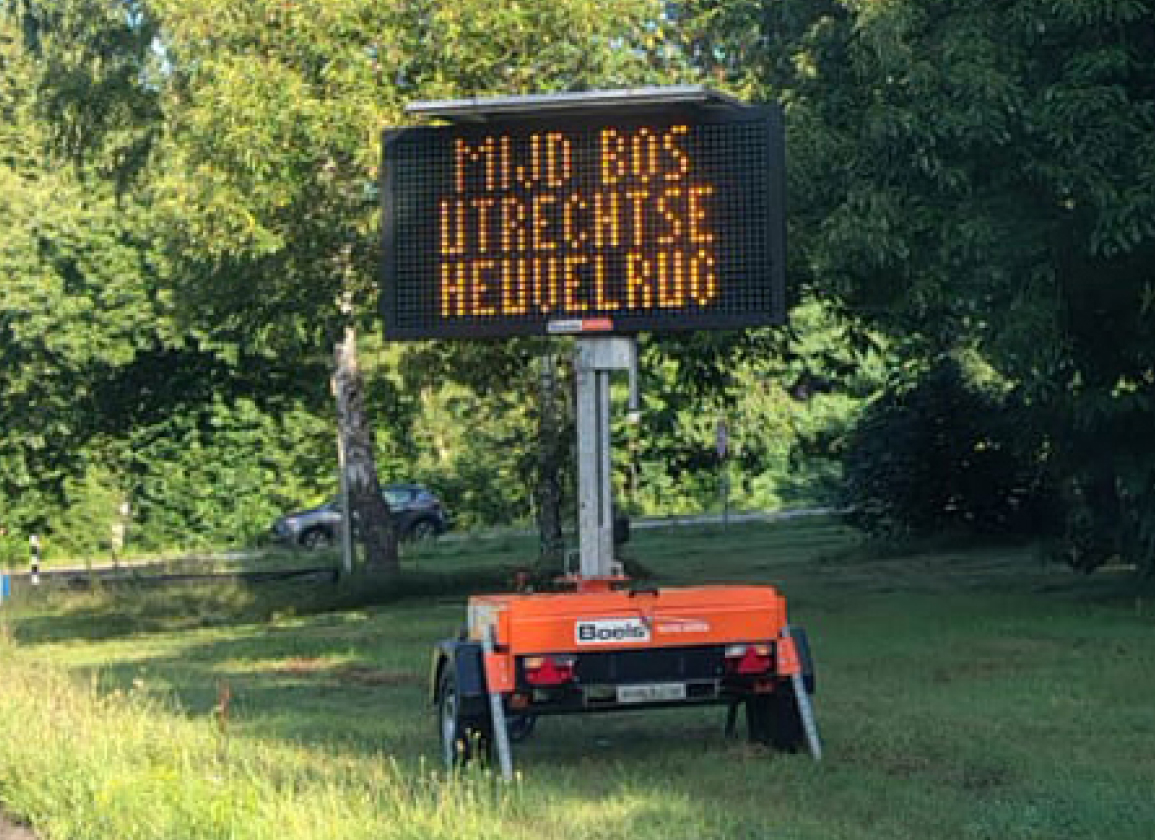 MIJD BOS
UTRECHTSE
HEUVELRUG
Boels